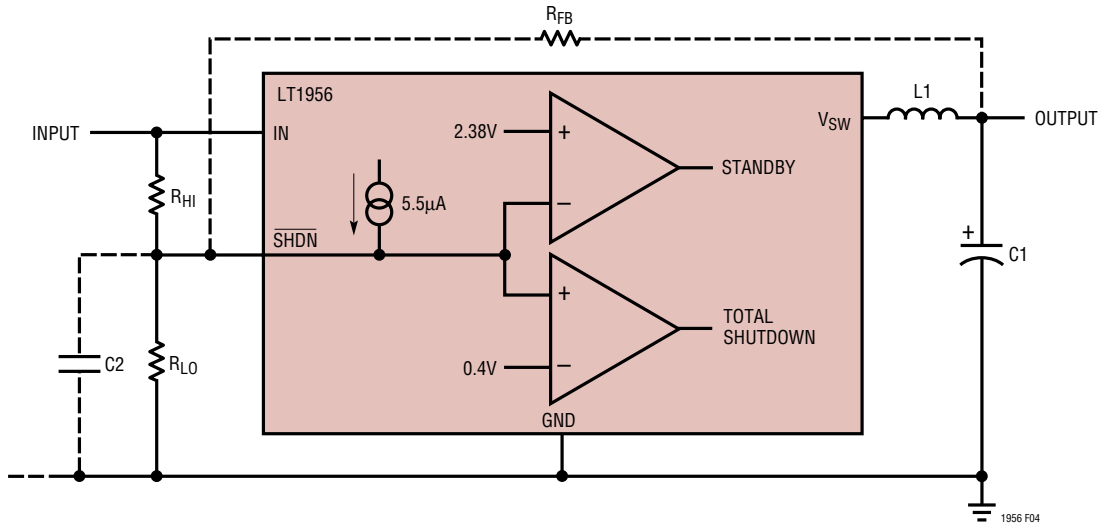 RFB
LT1956
L1
INPUT
IN
2.38V
+
VSW
OUTPUT
STANDBY
RHI
5.5µA
–
SHDN
+
+
C1
TOTAL
SHUTDOWN
C2
RLO
0.4V
–
GND
1956 F04